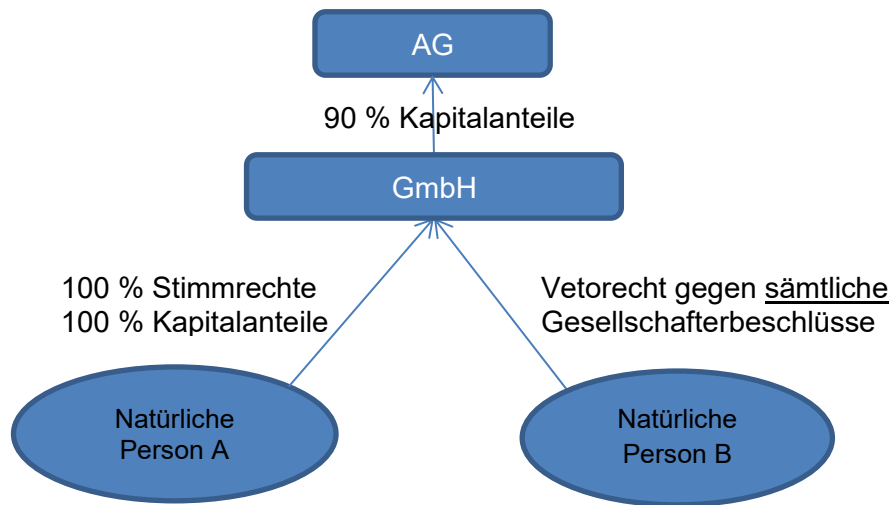 AG
90 % Kapitalanteile
GmbH
100 % Stimmrechte
100 % Kapitalanteile
Vetorecht gegen sämtliche
Gesellschafterbeschlüsse
Natürliche
Person A
Natürliche
Person B